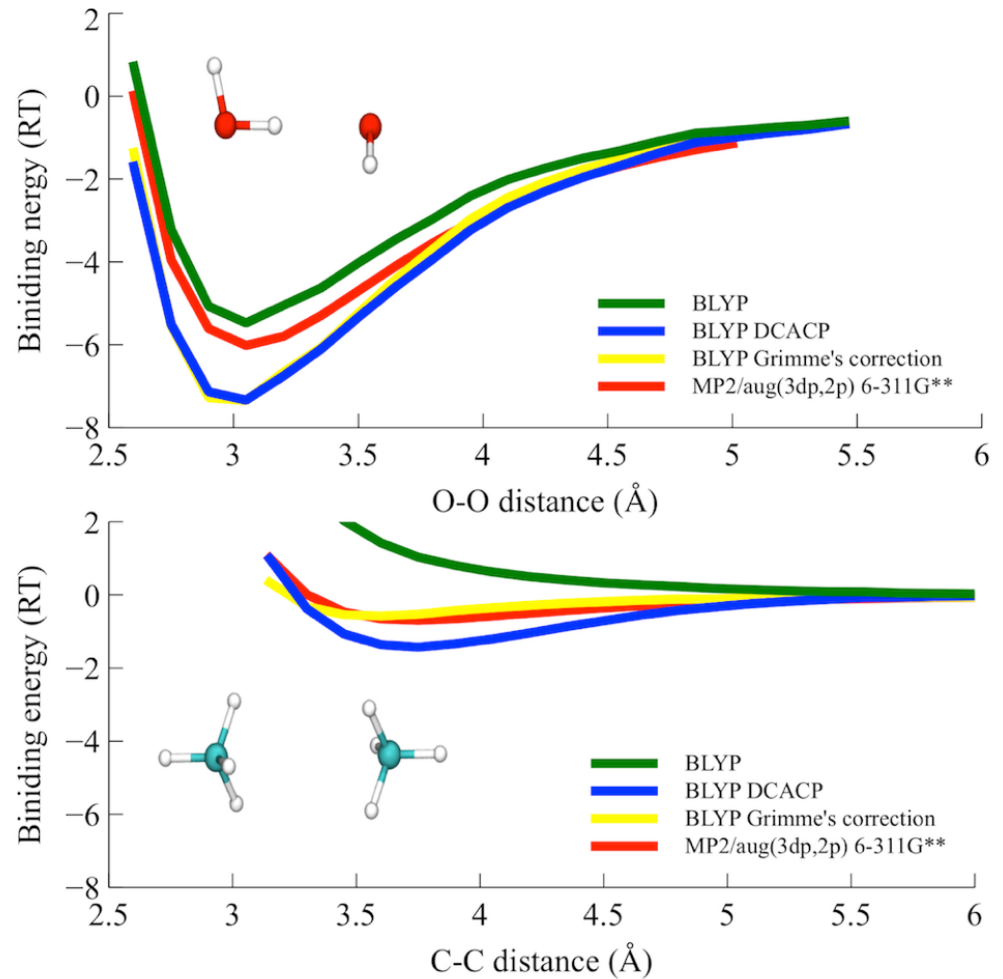 2
0
−2
−4
−6
−8
Biniding nergy (RT)
BLYP
BLYP DCACP
BLYP Grimme's correction
MP2/aug(3dp,2p) 6-311G**
2.5 3 3.5 4 4.5 5 5.5 6
O-O distance (Å)
2
0
−2
−4
−6
−8
Biniding energy (RT)
BLYP
BLYP DCACP
BLYP Grimme's correction
MP2/aug(3dp,2p) 6-311G**
2.5 3 3.5 4 4.5 5 5.5 6
C-C distance (Å)